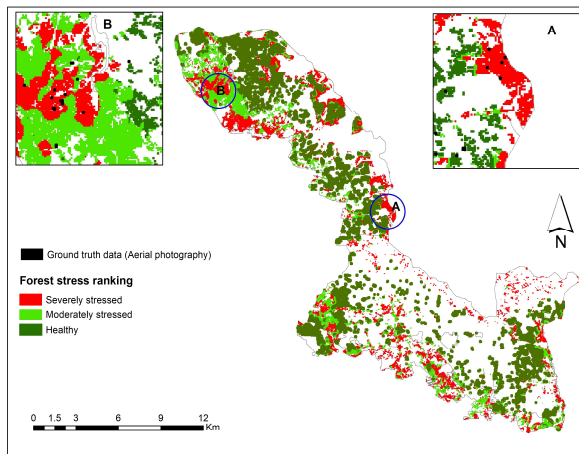 B
A
B
A
N
Ground truth data (Aerial photography)
Forest stress ranking
Severely stressed
Moderately stressed
Healthy
0 1.5 3 6 9 12
Km